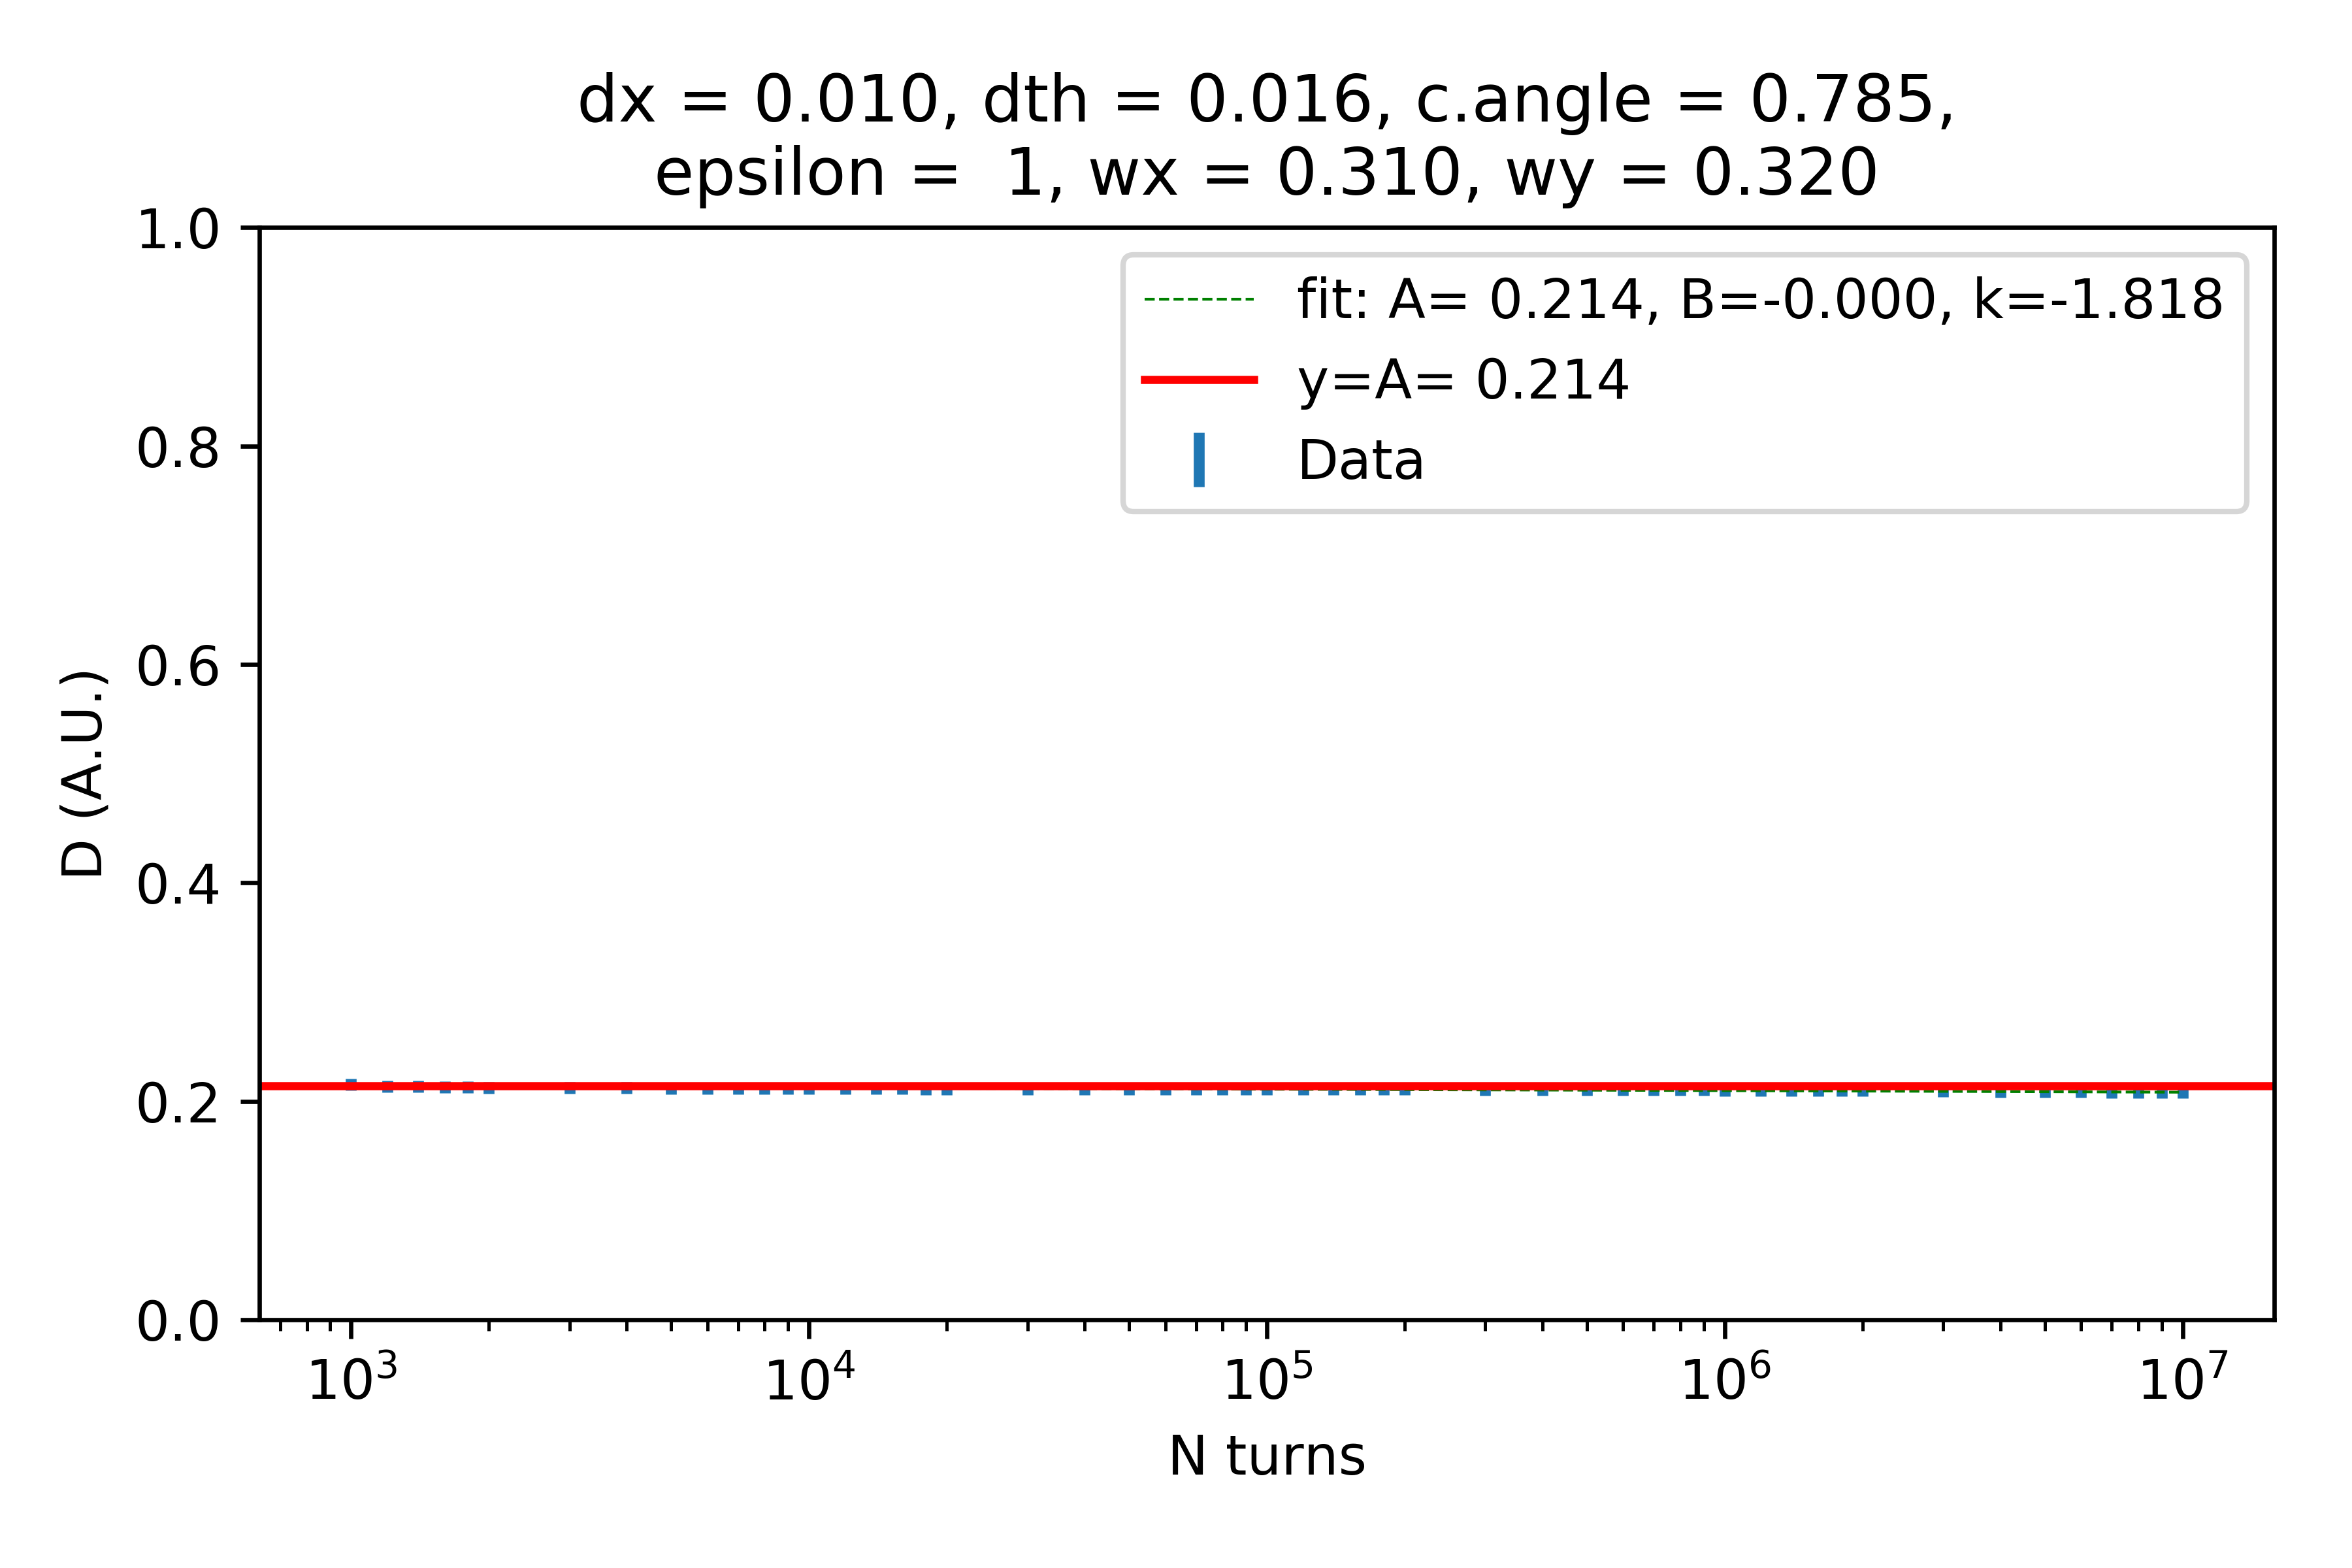 dx = 0.010, dth = 0.016, c.angle = 0.785,
epsilon =  1, wx = 0.310, wy = 0.320
fit: A= 0.214, B=-0.000, k=-1.818
y=A= 0.214
Data
D (A.U.)
1.0
0.8
0.6
0.4
0.2
0.0
10³
10⁴
10⁵
10⁶
10⁷
N turns